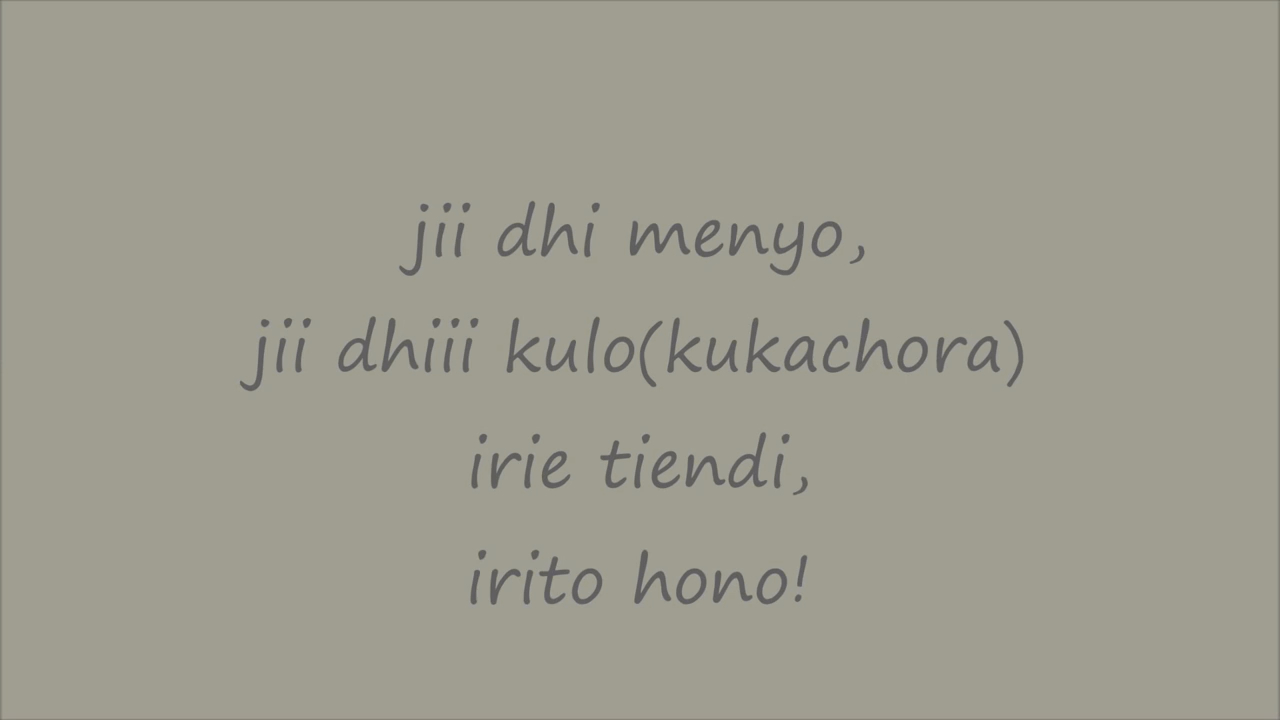 jii dhi menyo,
jii dhiii kulo(kukachora)
irie tiendi,
irito hono!